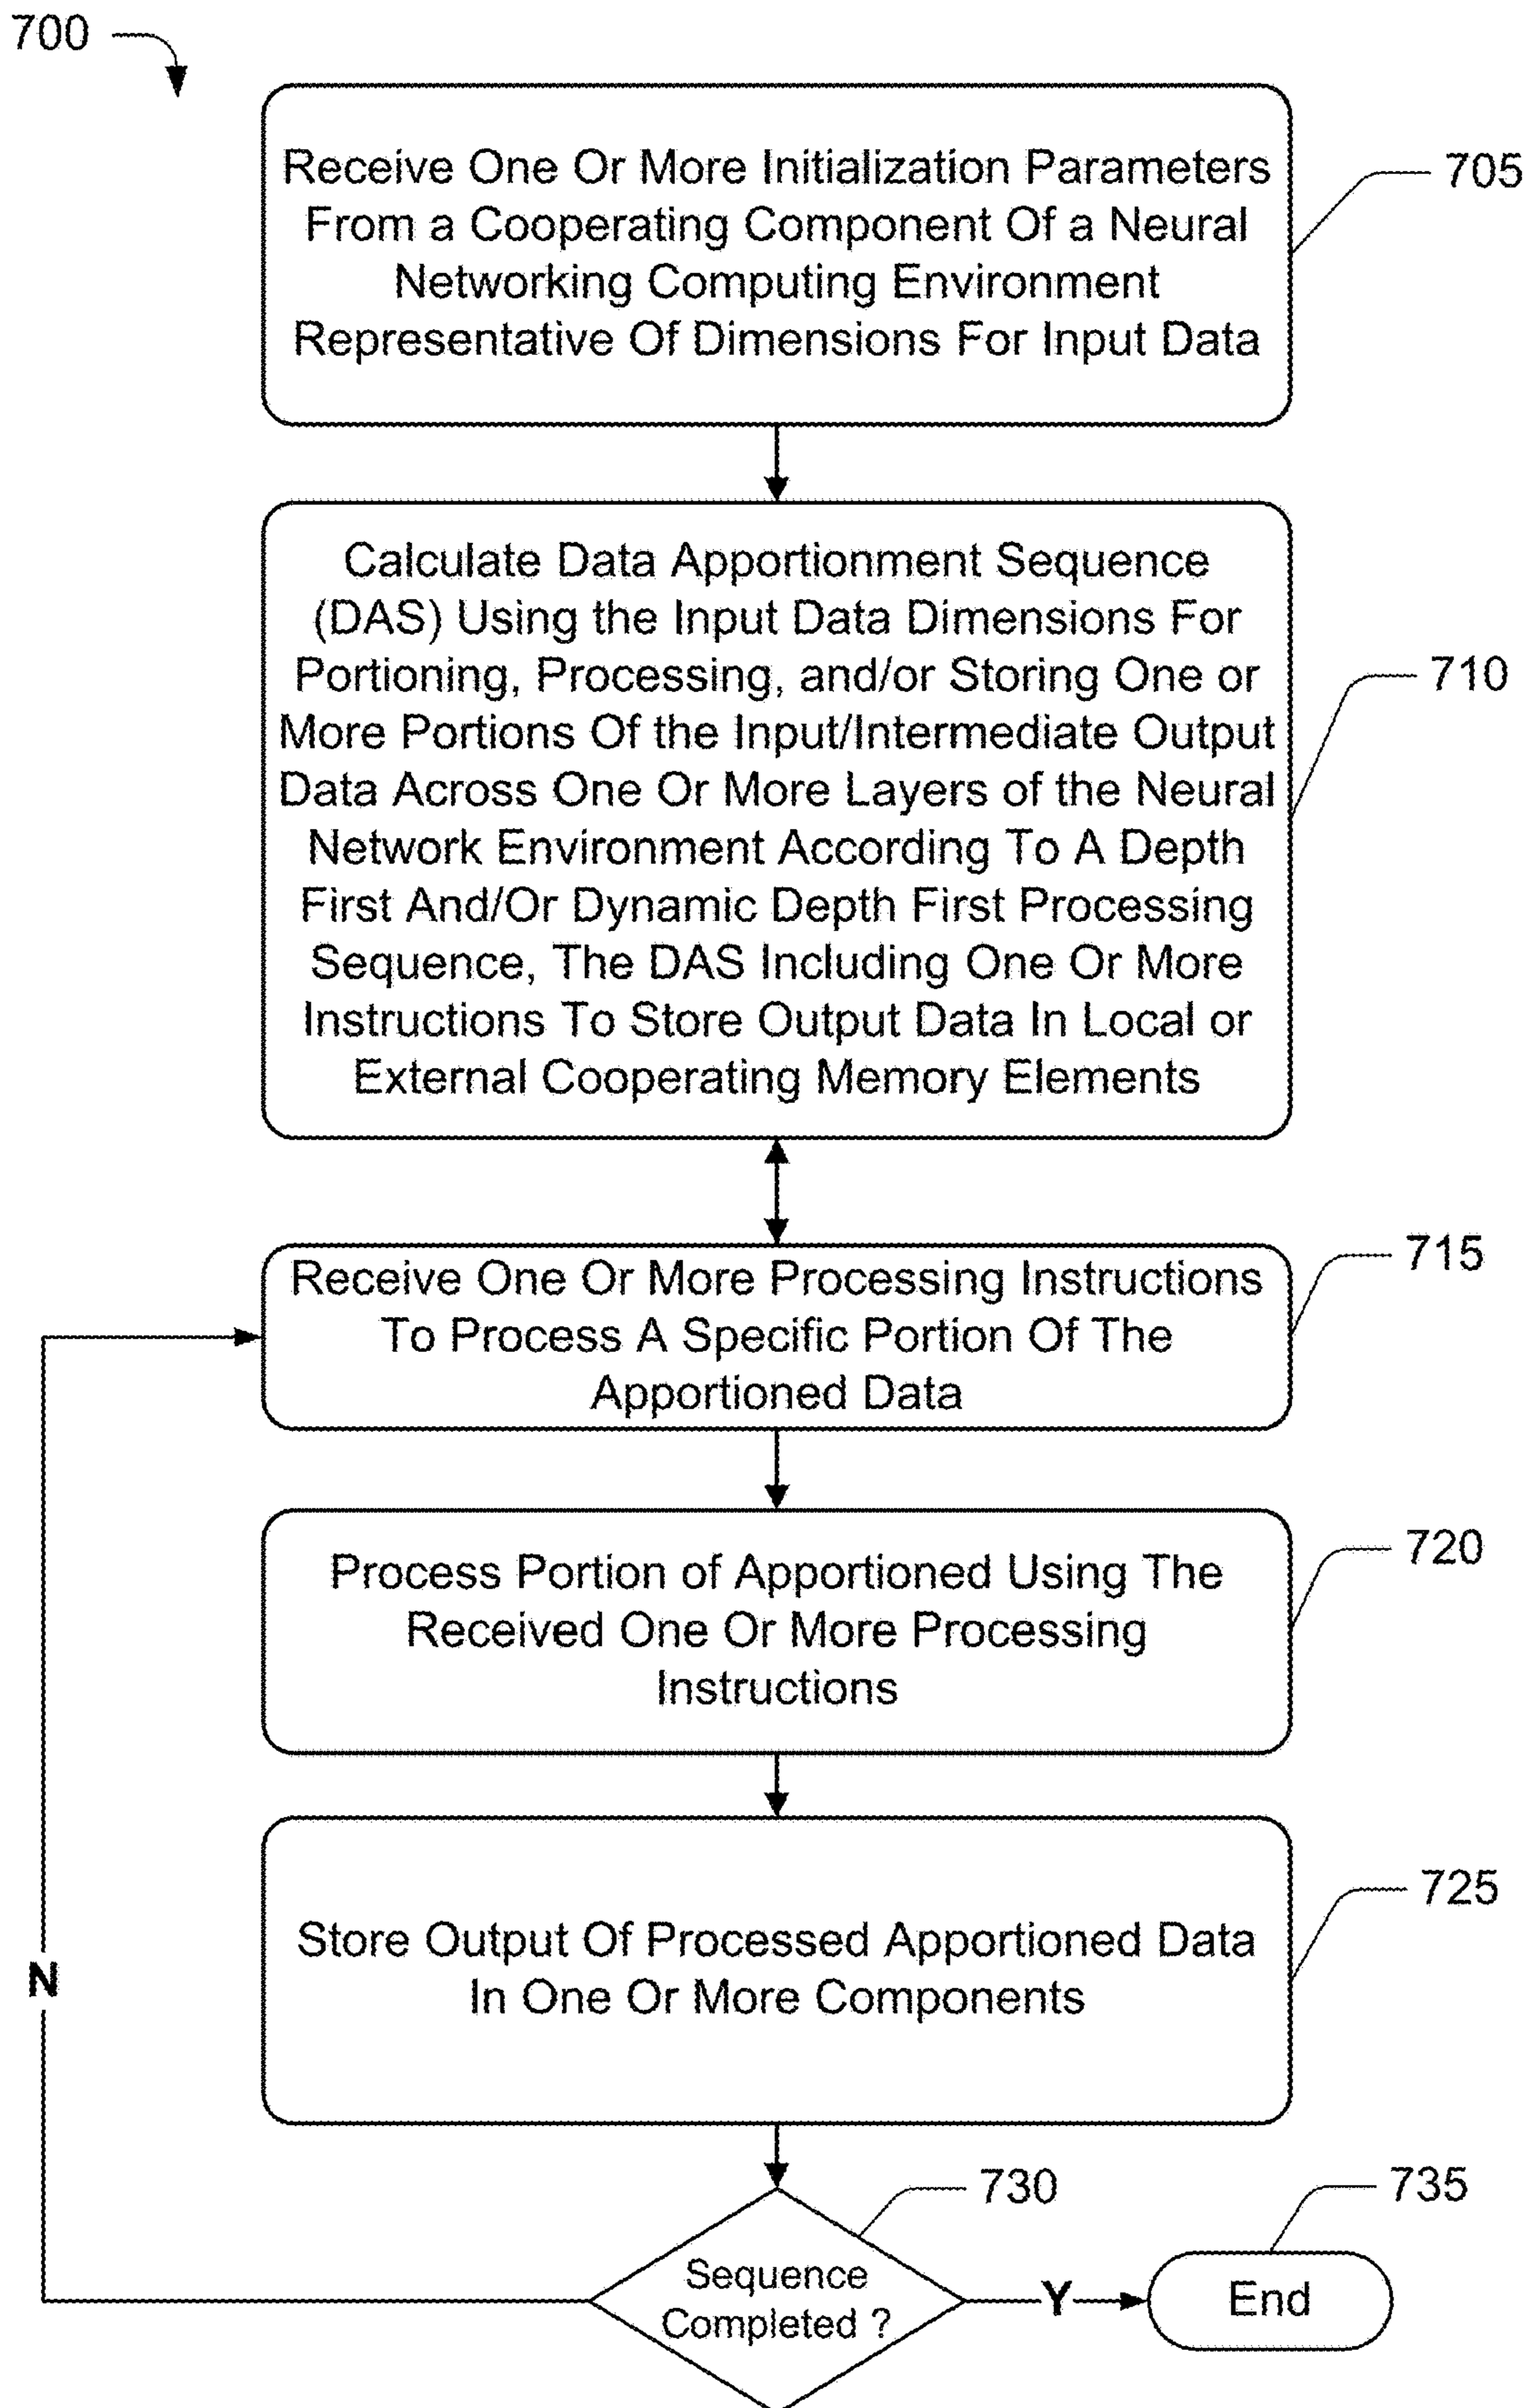 700
Receive One Or More Initialization Parameters
From a Cooperating Component Of a Neural
Networking Computing Environment
Representative Of Dimensions For Input Data
705
Calculate Data Apportionment Sequence
(DAS) Using the Input Data Dimensions For
Portioning, Processing, and/or Storing One or
More Portions Of the Input/Intermediate Output
Data Across One Or More Layers of the Neural
Network Environment According To A Depth
First And/Or Dynamic Depth First Processing
Sequence, The DAS Including One Or More
Instructions To Store Output Data In Local or
External Cooperating Memory Elements
710
Receive One Or More Processing Instructions
To Process A Specific Portion Of The
Apportioned Data
715
Process Portion of Apportioned Using The
Received One Or More Processing
Instructions
720
Store Output Of Processed Apportioned Data
In One Or More Components
725
N
Sequence
Completed ?
730
Y
End
735